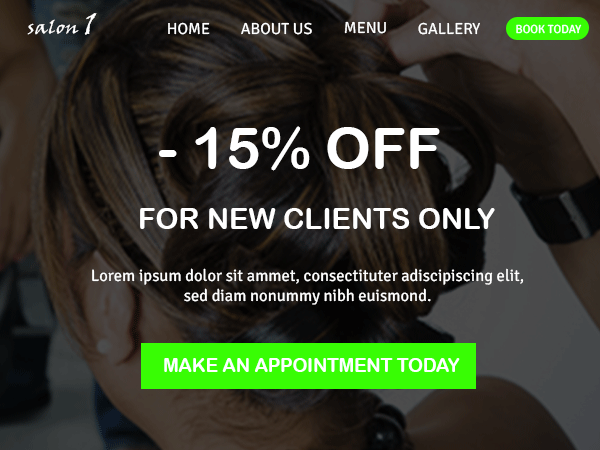 salon 1
HOME
ABOUT US
MENU
GALLERY
BOOK TODAY
- 15% OFF
FOR NEW CLIENTS ONLY
Lorem ipsum dolor sit ammet, consectituter adiscipiscing elit,
sed diam nonummy nibh euismond.
MAKE AN APPOINTMENT TODAY